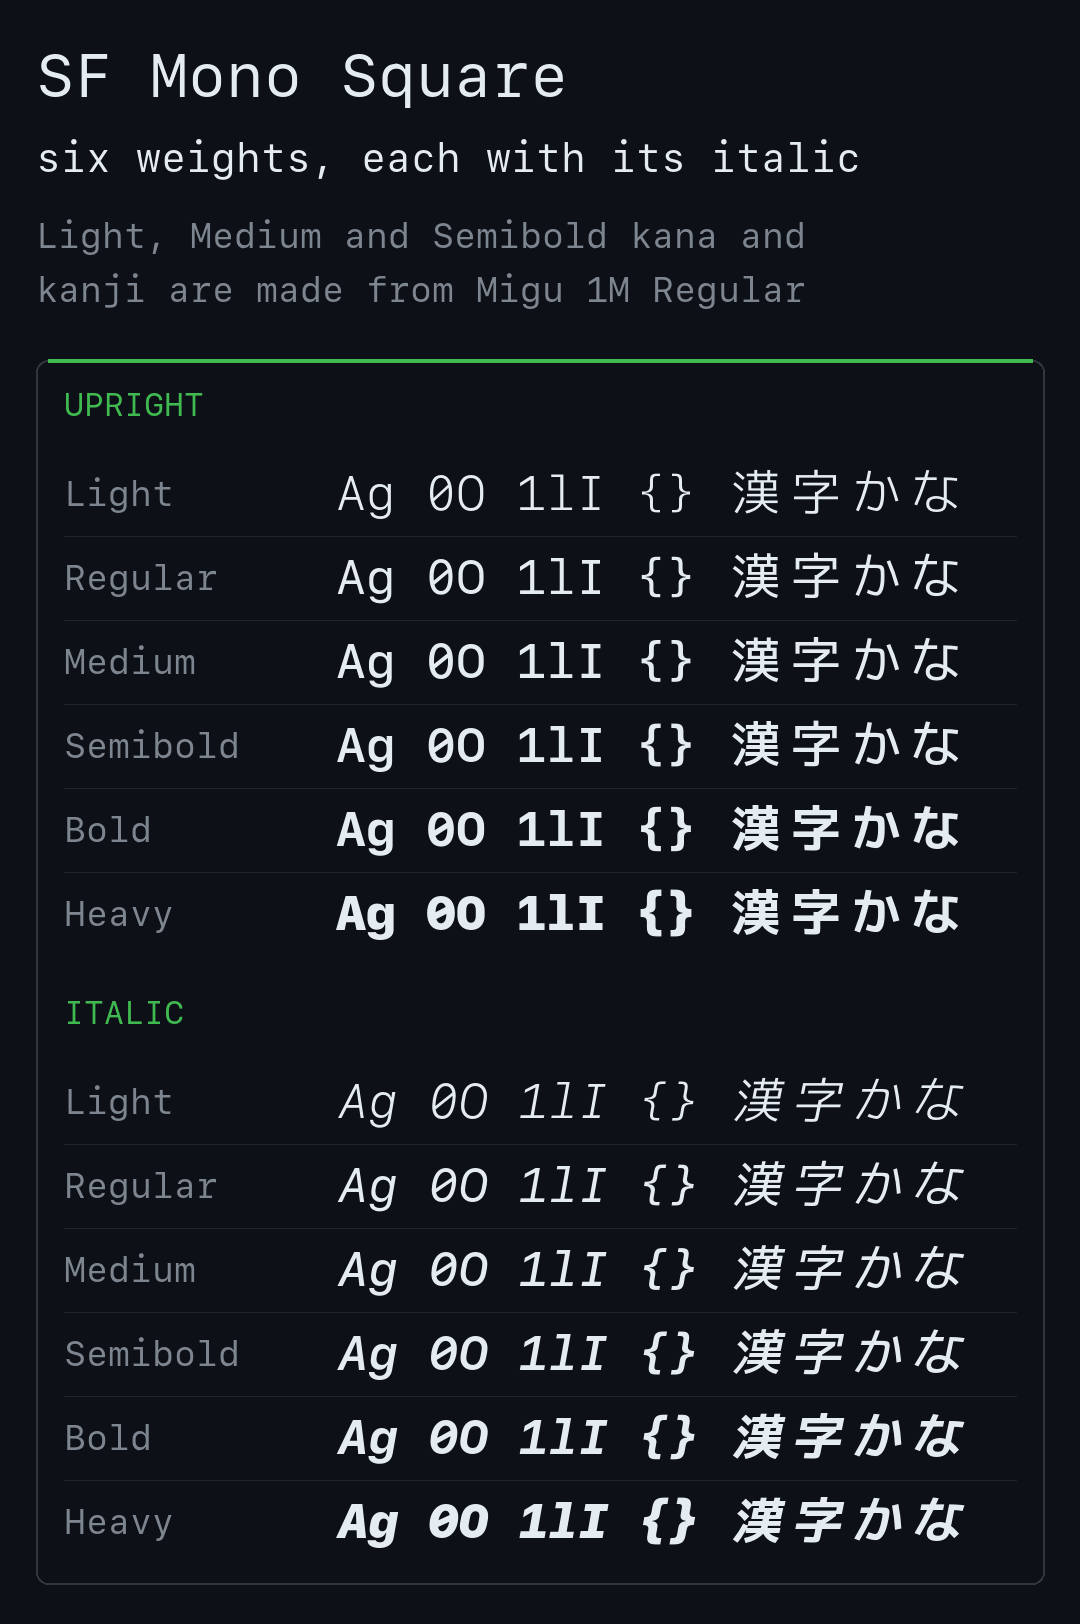 SF Mono Square
six weights, each with its italic
Light, Medium and Semibold kana and
kanji are made from Migu 1M Regular
UPRIGHT
Light Ag 0O 1lI {} 漢字かな
Regular Ag 0O 1lI {} 漢字かな
Medium Ag 0O 1lI {} 漢字かな
Semibold Ag 0O 1lI {} 漢字かな
Bold Ag 0O 1lI {} 漢字かな
Heavy Ag 0O 1lI {} 漢字かな
ITALIC
Light Ag 0O 1lI {} 漢字かな
Regular Ag 0O 1lI {} 漢字かな
Medium Ag 0O 1lI {} 漢字かな
Semibold Ag 0O 1lI {} 漢字かな
Bold Ag 0O 1lI {} 漢字かな
Heavy Ag 0O 1lI {} 漢字かな